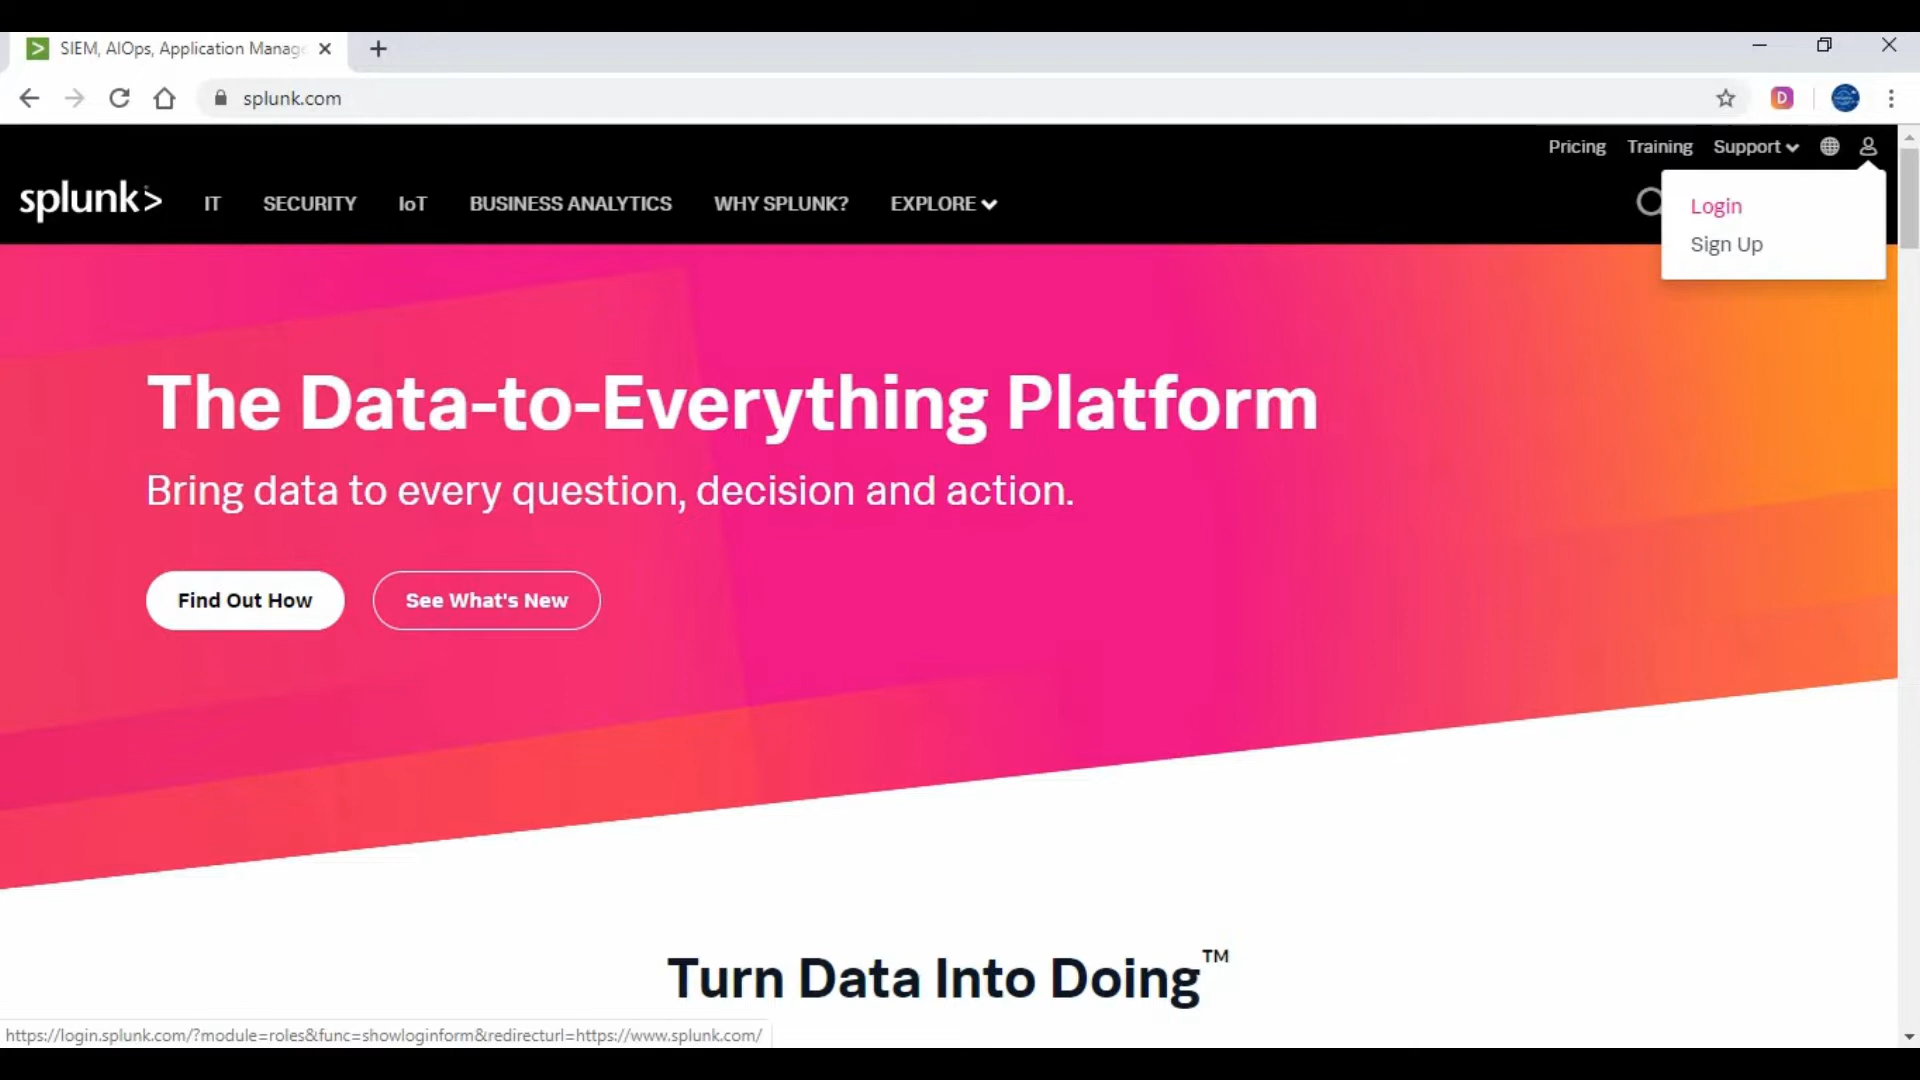 SIEM, AIOps, Application Manag
splunk.com
D
Pricing Training Support
splunk>
IT SECURITY IoT BUSINESS ANALYTICS WHY SPLUNK? EXPLORE
Login
Sign Up
The Data-to-Everything Platform
Bring data to every question, decision and action.
Find Out How See What's New
Turn Data Into Doing™
https://login.splunk.com/?module=roles&func=showloginform&redirecturl=https://www.splunk.com/